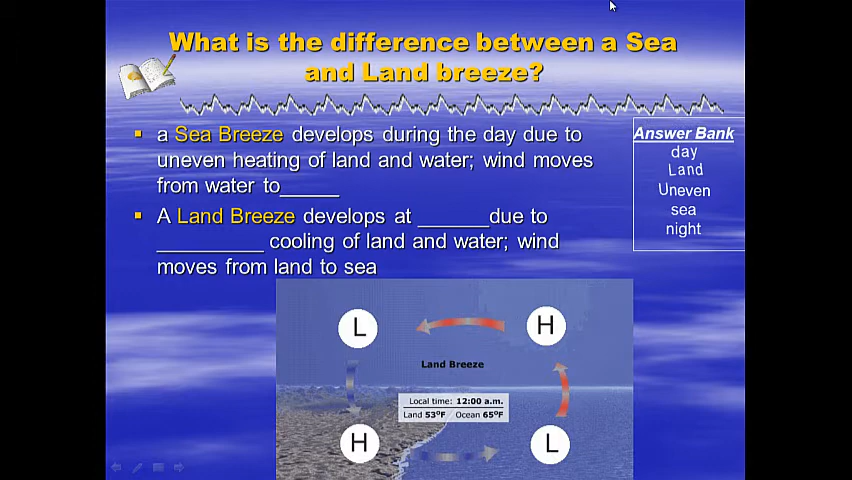 What is the difference between a Sea
and Land breeze?
a Sea Breeze develops during the day due to
uneven heating of land and water; wind moves
from water to_____
A Land Breeze develops at ______due to
_________ cooling of land and water; wind
moves from land to sea
Answer Bank
day
Land
Uneven
sea
night
L
H
Land Breeze
Local time: 12:00 a.m.
Land 53°F Ocean 65°F
H
L